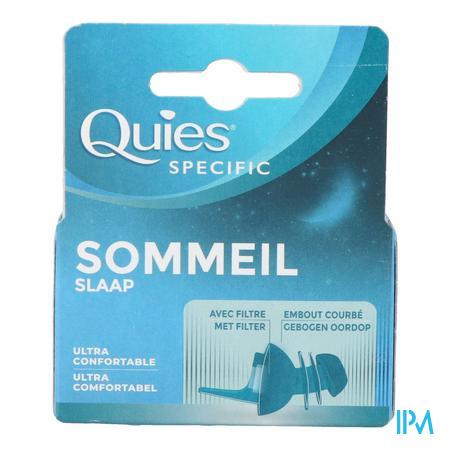 Quies®
SPECIFIC
SOMMEIL
SLAAP
AVEC FILTRE
MET FILTER
EMBOUT COURBÉ
GEBOGEN OORDOP
ULTRA
CONFORTABLE
ULTRA
COMFORTABEL
IPM